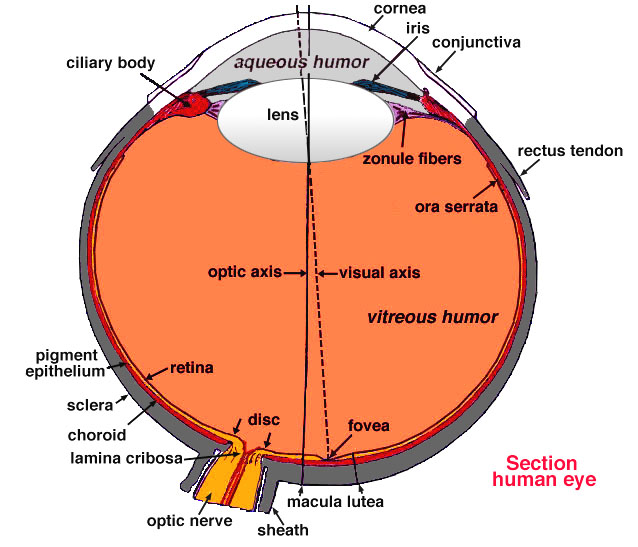 cornea
iris
conjunctiva
ciliary body
aqueous humor
lens
zonule fibers
rectus tendon
ora serrata
optic axis
visual axis
vitreous humor
pigment
epithelium
retina
sclera
choroid
disc
fovea
lamina cribosa
Section
human eye
macula lutea
optic nerve
sheath